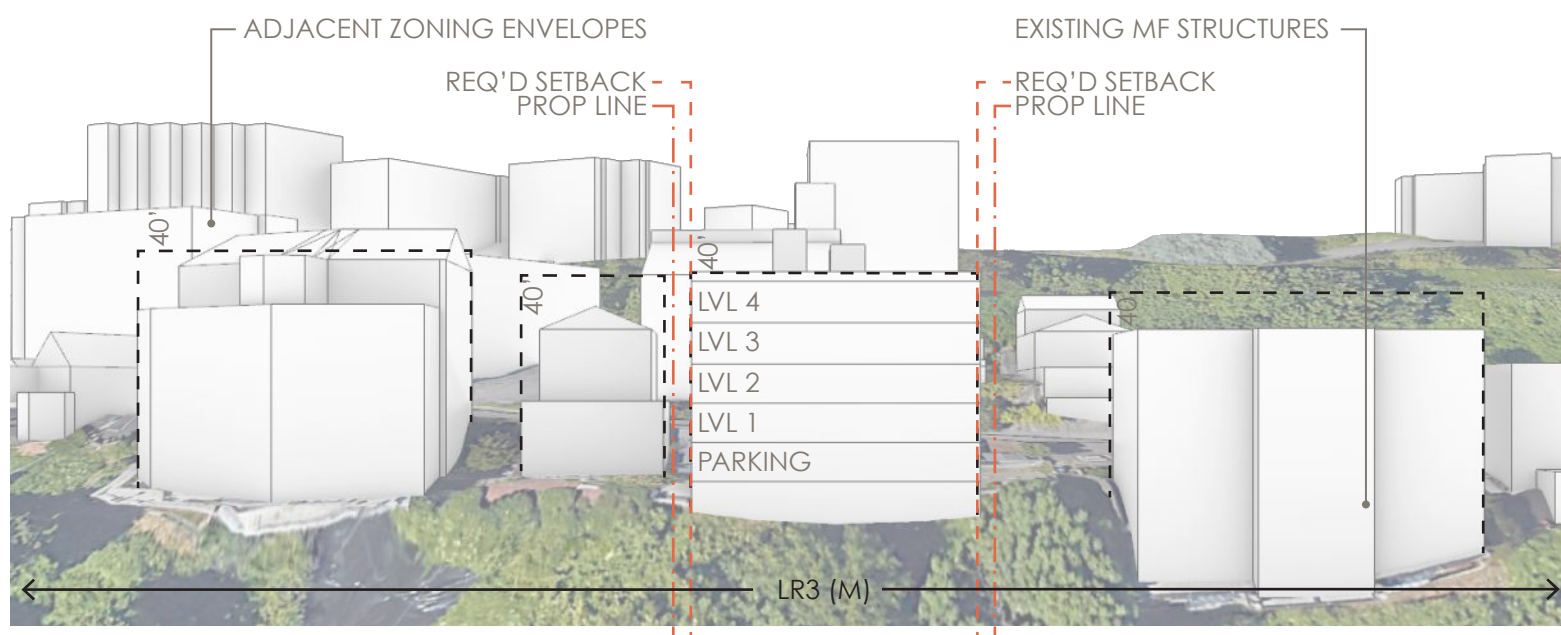 ADJACENT ZONING ENVELOPES
EXISTING MF STRUCTURES
REQ’D SETBACK
PROP LINE
REQ’D SETBACK
PROP LINE
40’
40’
40’
40’
LVL 4
LVL 3
LVL 2
LVL 1
PARKING
LR3 (M)